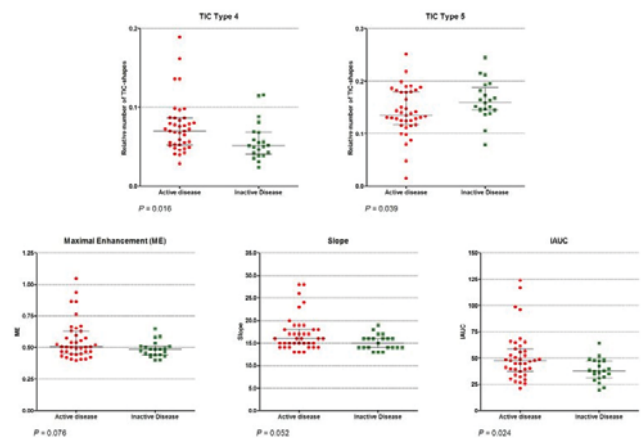 TIC Type 4
Relative number of TIC-shapes
0.2
0.1
0.0
Active disease
Inactive Disease
P = 0.016
TIC Type 5
Relative number of TIC-shapes
0.3
0.2
0.1
0.0
Active disease
Inactive Disease
P = 0.039
Maximal Enhancement (ME)
ME
1.25
1.00
0.75
0.50
0.25
0.00
Active disease
Inactive Disease
P = 0.076
Slope
Slope
35.0
30.0
25.0
20.0
15.0
10.0
5.0
0.0
Active disease
Inactive Disease
P = 0.052
IAUC
IAUC
150
125
100
75
50
25
0
Active disease
Inactive Disease
P = 0.024